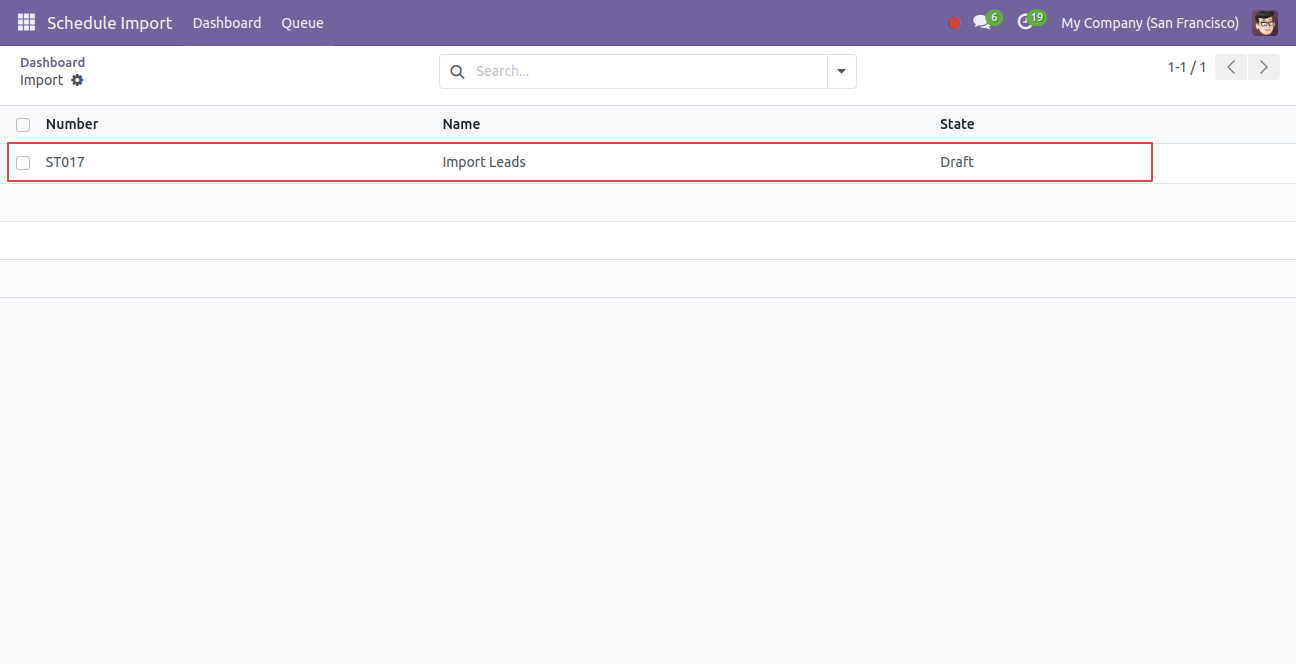 Schedule Import Dashboard Queue 6 19 My Company (San Francisco)
Dashboard
Import
Search...
1-1 / 1
Number Name State
ST017 Import Leads Draft